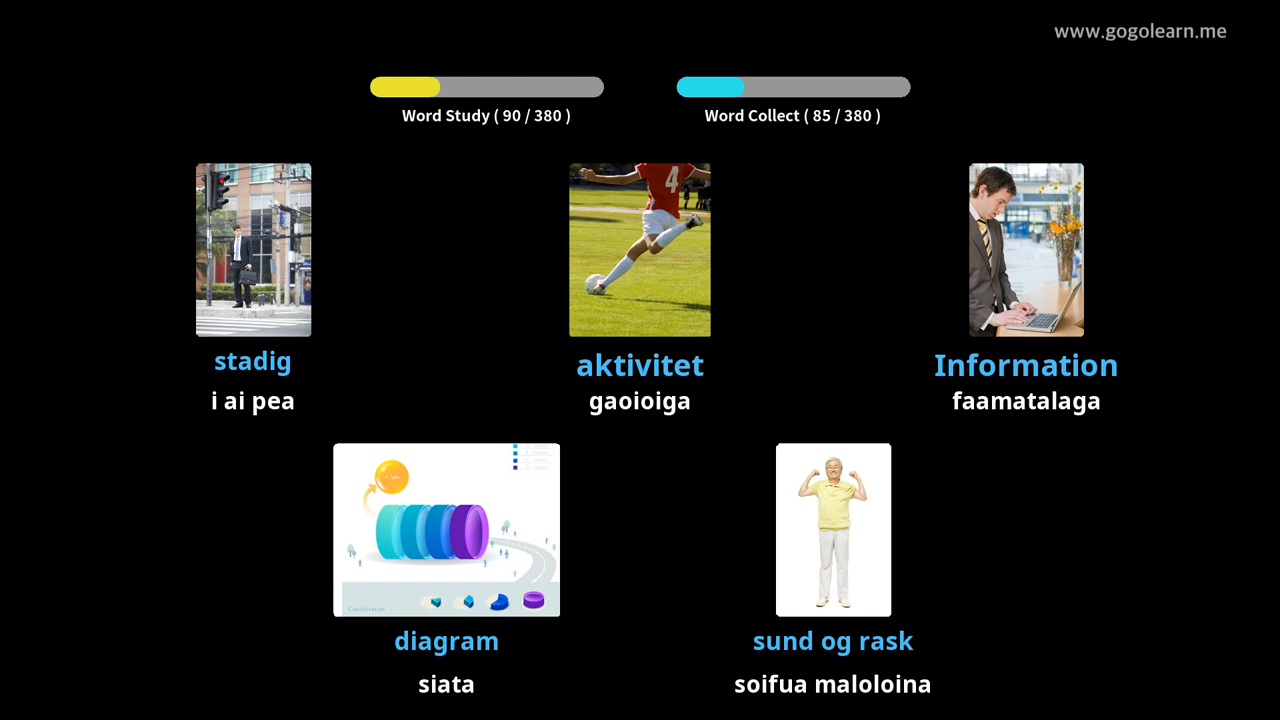 www.gogolearn.me
Word Study ( 90 / 380 )
Word Collect ( 85 / 380 )
4
stadig
aktivitet
Information
i ai pea
gaoioiga
faamatalaga
diagram
sund og rask
siata
soifua maloloina